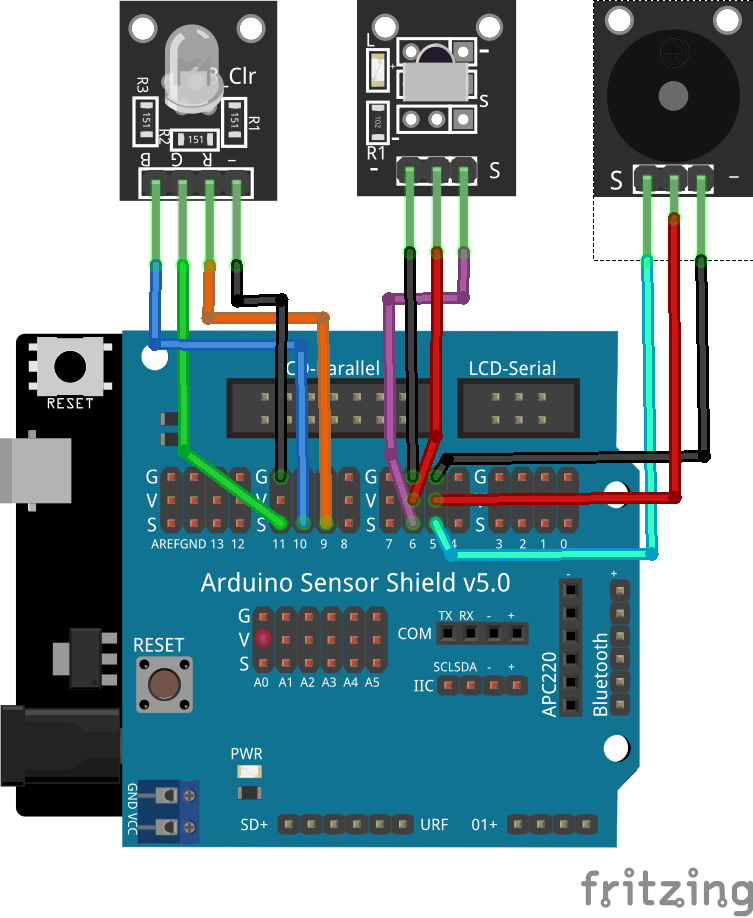 3_Clr
R3
151
R2
151
R1
151
B G R -
L
+
-
S
102
R1
-
-
S
S
-
RESET
CD-Parallel
LCD-Serial
G G G G
V V V V
S S S S
AREF GND 13 12 11 10 9 8 7 6 5 4 3 2 1 0
Arduino Sensor Shield v5.0
G
V
S
A0 A1 A2 A3 A4 A5
TX RX - +
COM
SCL SDA - +
IIC
-
APC220
+
Bluetooth
RESET
PWR
GND VCC
SD+
URF
01+
fritzing